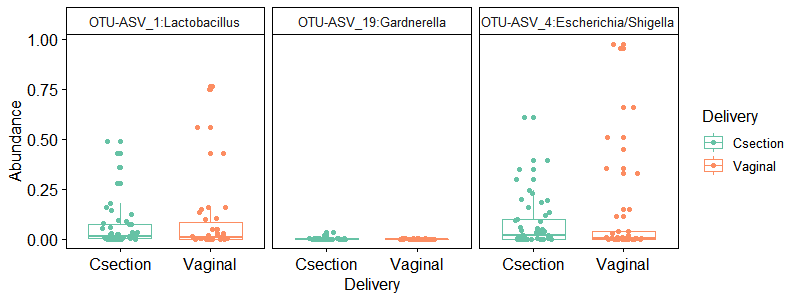 OTU-ASV_1:Lactobacillus
OTU-ASV_19:Gardnerella
OTU-ASV_4:Escherichia/Shigella
1.00
0.75
0.50
0.25
0.00
Abundance
Csection
Vaginal
Csection
Vaginal
Csection
Vaginal
Delivery
Delivery
Csection
Vaginal